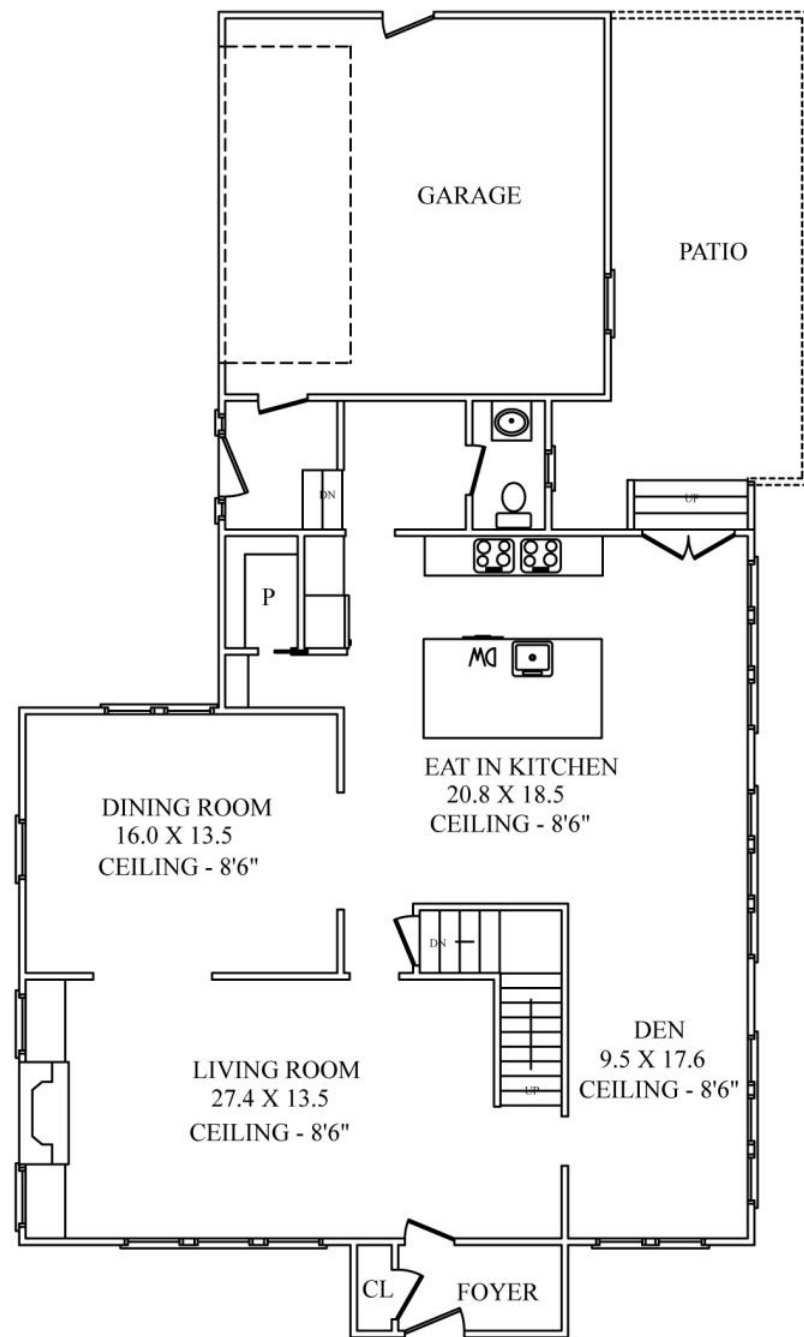 GARAGE
PATIO
DN
UP
P
DW
EAT IN KITCHEN
20.8 X 18.5
CEILING - 8'6"
DINING ROOM
16.0 X 13.5
CEILING - 8'6"
DN
DEN
9.5 X 17.6
CEILING - 8'6"
LIVING ROOM
27.4 X 13.5
CEILING - 8'6"
UP
CL
FOYER